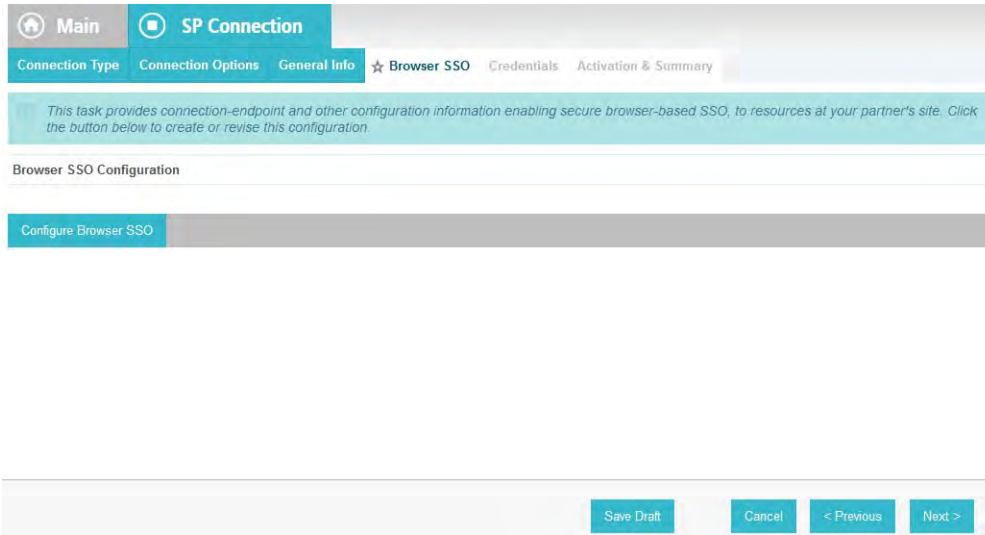 Main SP Connection
Connection Type Connection Options General Info Browser SSO Credentials Activation & Summary
This task provides connection-endpoint and other configuration information enabling secure browser-based SSO, to resources at your partner's site. Click
the button below to create or revise this configuration.
Browser SSO Configuration
Configure Browser SSO
Save Draft Cancel < Previous Next >